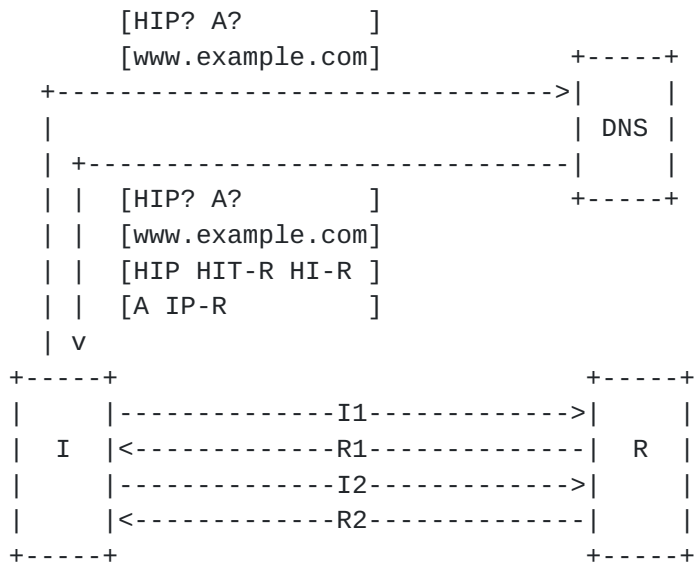 [HIP? A? ]
[www.example.com]
DNS
[HIP? A? ]
[www.example.com]
[HIP HIT-R HI-R ]
[A IP-R ]
I1
I R1 R
I2
R2